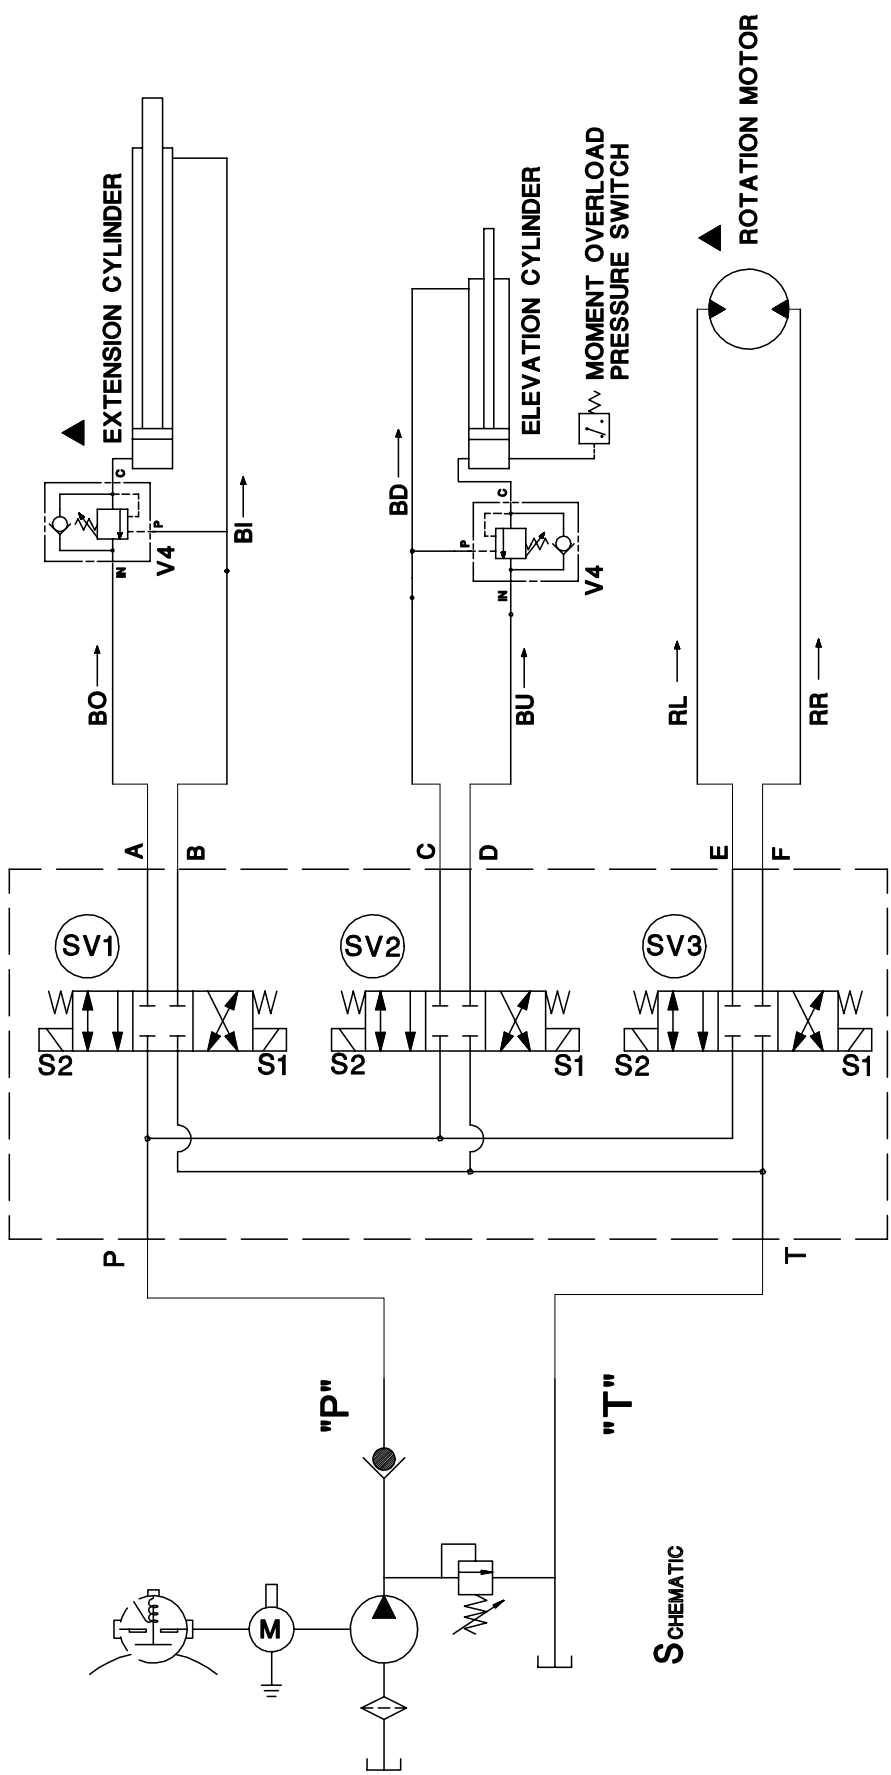 EXTENSION CYLINDER
C
P
IN
V4
BI
BO
ELEVATION CYLINDER
MOMENT OVERLOAD
PRESSURE SWITCH
BD
P
C
IN
V4
BU
ROTATION MOTOR
RL
RR
A
B
C
D
E
F
SV1
SV2
SV3
S2
S1
S2
S1
S2
S1
P
T
"P"
"T"
M
SCHEMATIC